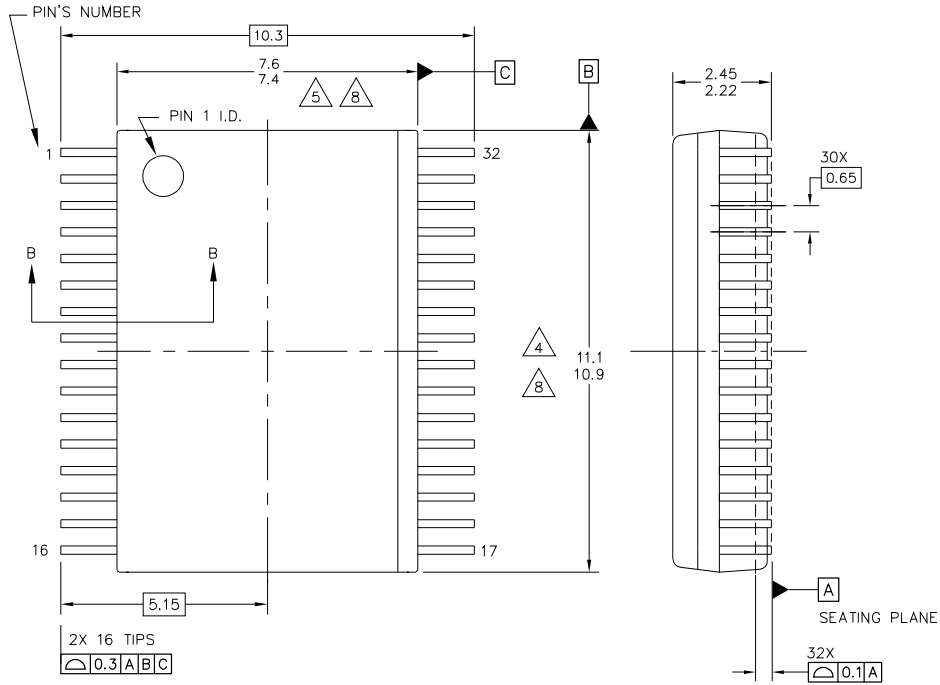 PIN'S NUMBER
10.3
7.6
7.4
5
8
C
B
2.45
2.22
PIN 1 I.D.
1
32
30X
0.65
B
B
4
8
11.1
10.9
16
17
5.15
A
SEATING PLANE
2X 16 TIPS
⌓ 0.3 A B C
32X
⌓ 0.1 A